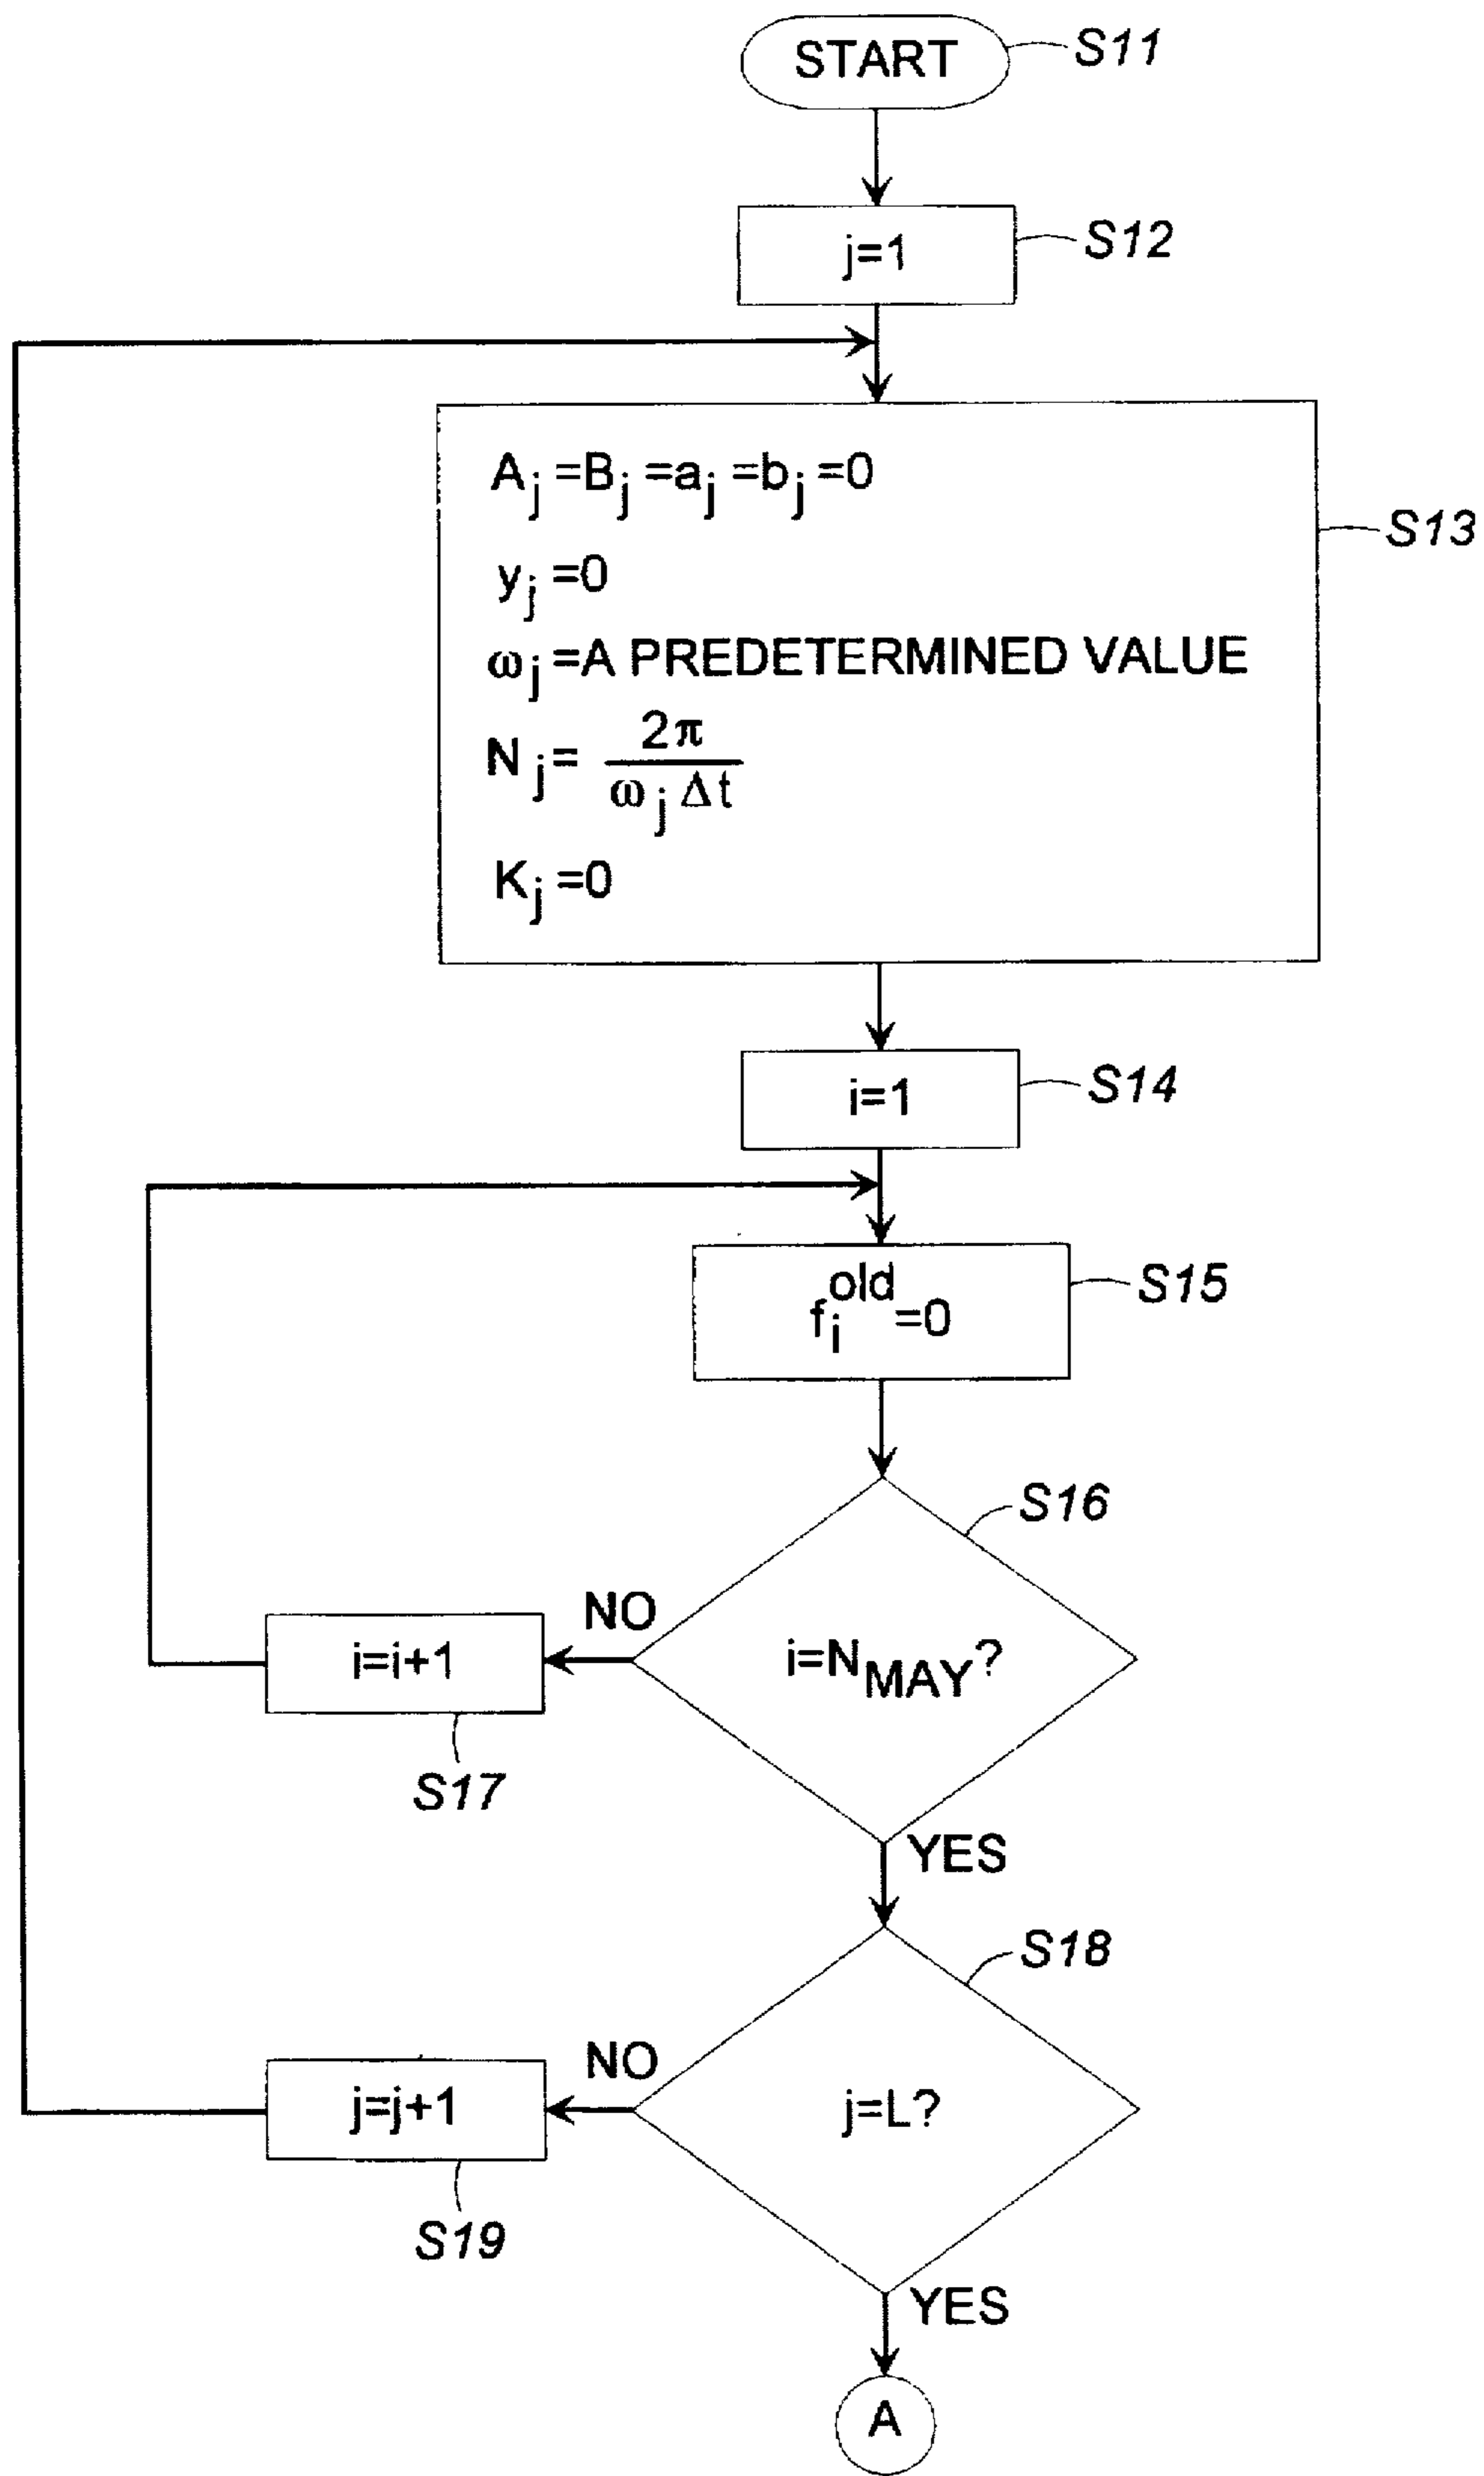 START
S11
j=1
S12
A_j=B_j=a_j=b_j=0
y_j=0
ω_j=A PREDETERMINED VALUE
N_j= 2π / ω_j Δt
K_j=0
S13
i=1
S14
f_i^old=0
S15
S16
NO
i=N_MAY?
i=i+1
S17
YES
S18
NO
j=L?
j=j+1
S19
YES
A